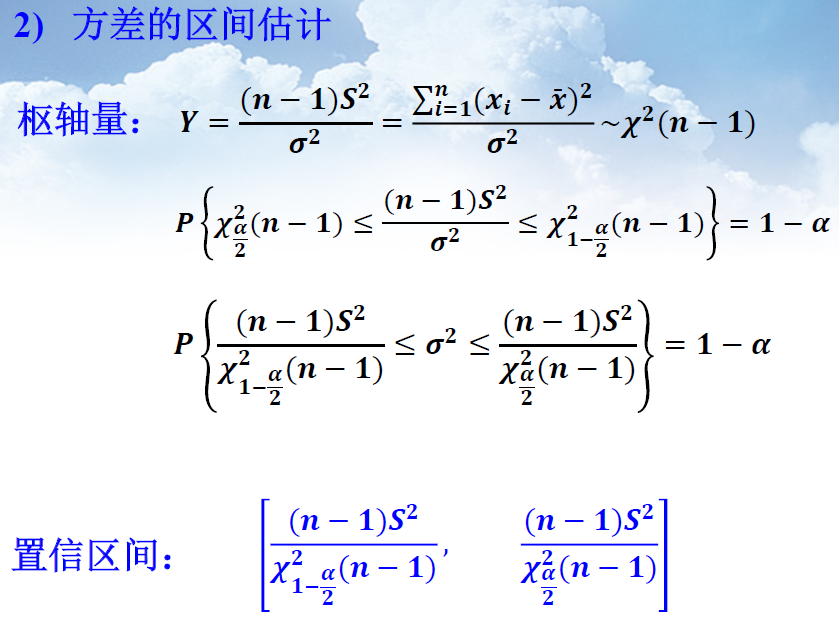 2) 方差的区间估计
枢轴量： Y = (n − 1)S² / σ² = ∑ᵢ₌₁ⁿ(xᵢ − x̄)² / σ² ~χ²(n − 1)
P{χ²_{α/2}(n − 1) ≤ (n − 1)S² / σ² ≤ χ²_{1−α/2}(n − 1)} = 1 − α
P{(n − 1)S² / χ²_{1−α/2}(n − 1) ≤ σ² ≤ (n − 1)S² / χ²_{α/2}(n − 1)} = 1 − α
置信区间： [(n − 1)S² / χ²_{1−α/2}(n − 1), (n − 1)S² / χ²_{α/2}(n − 1)]